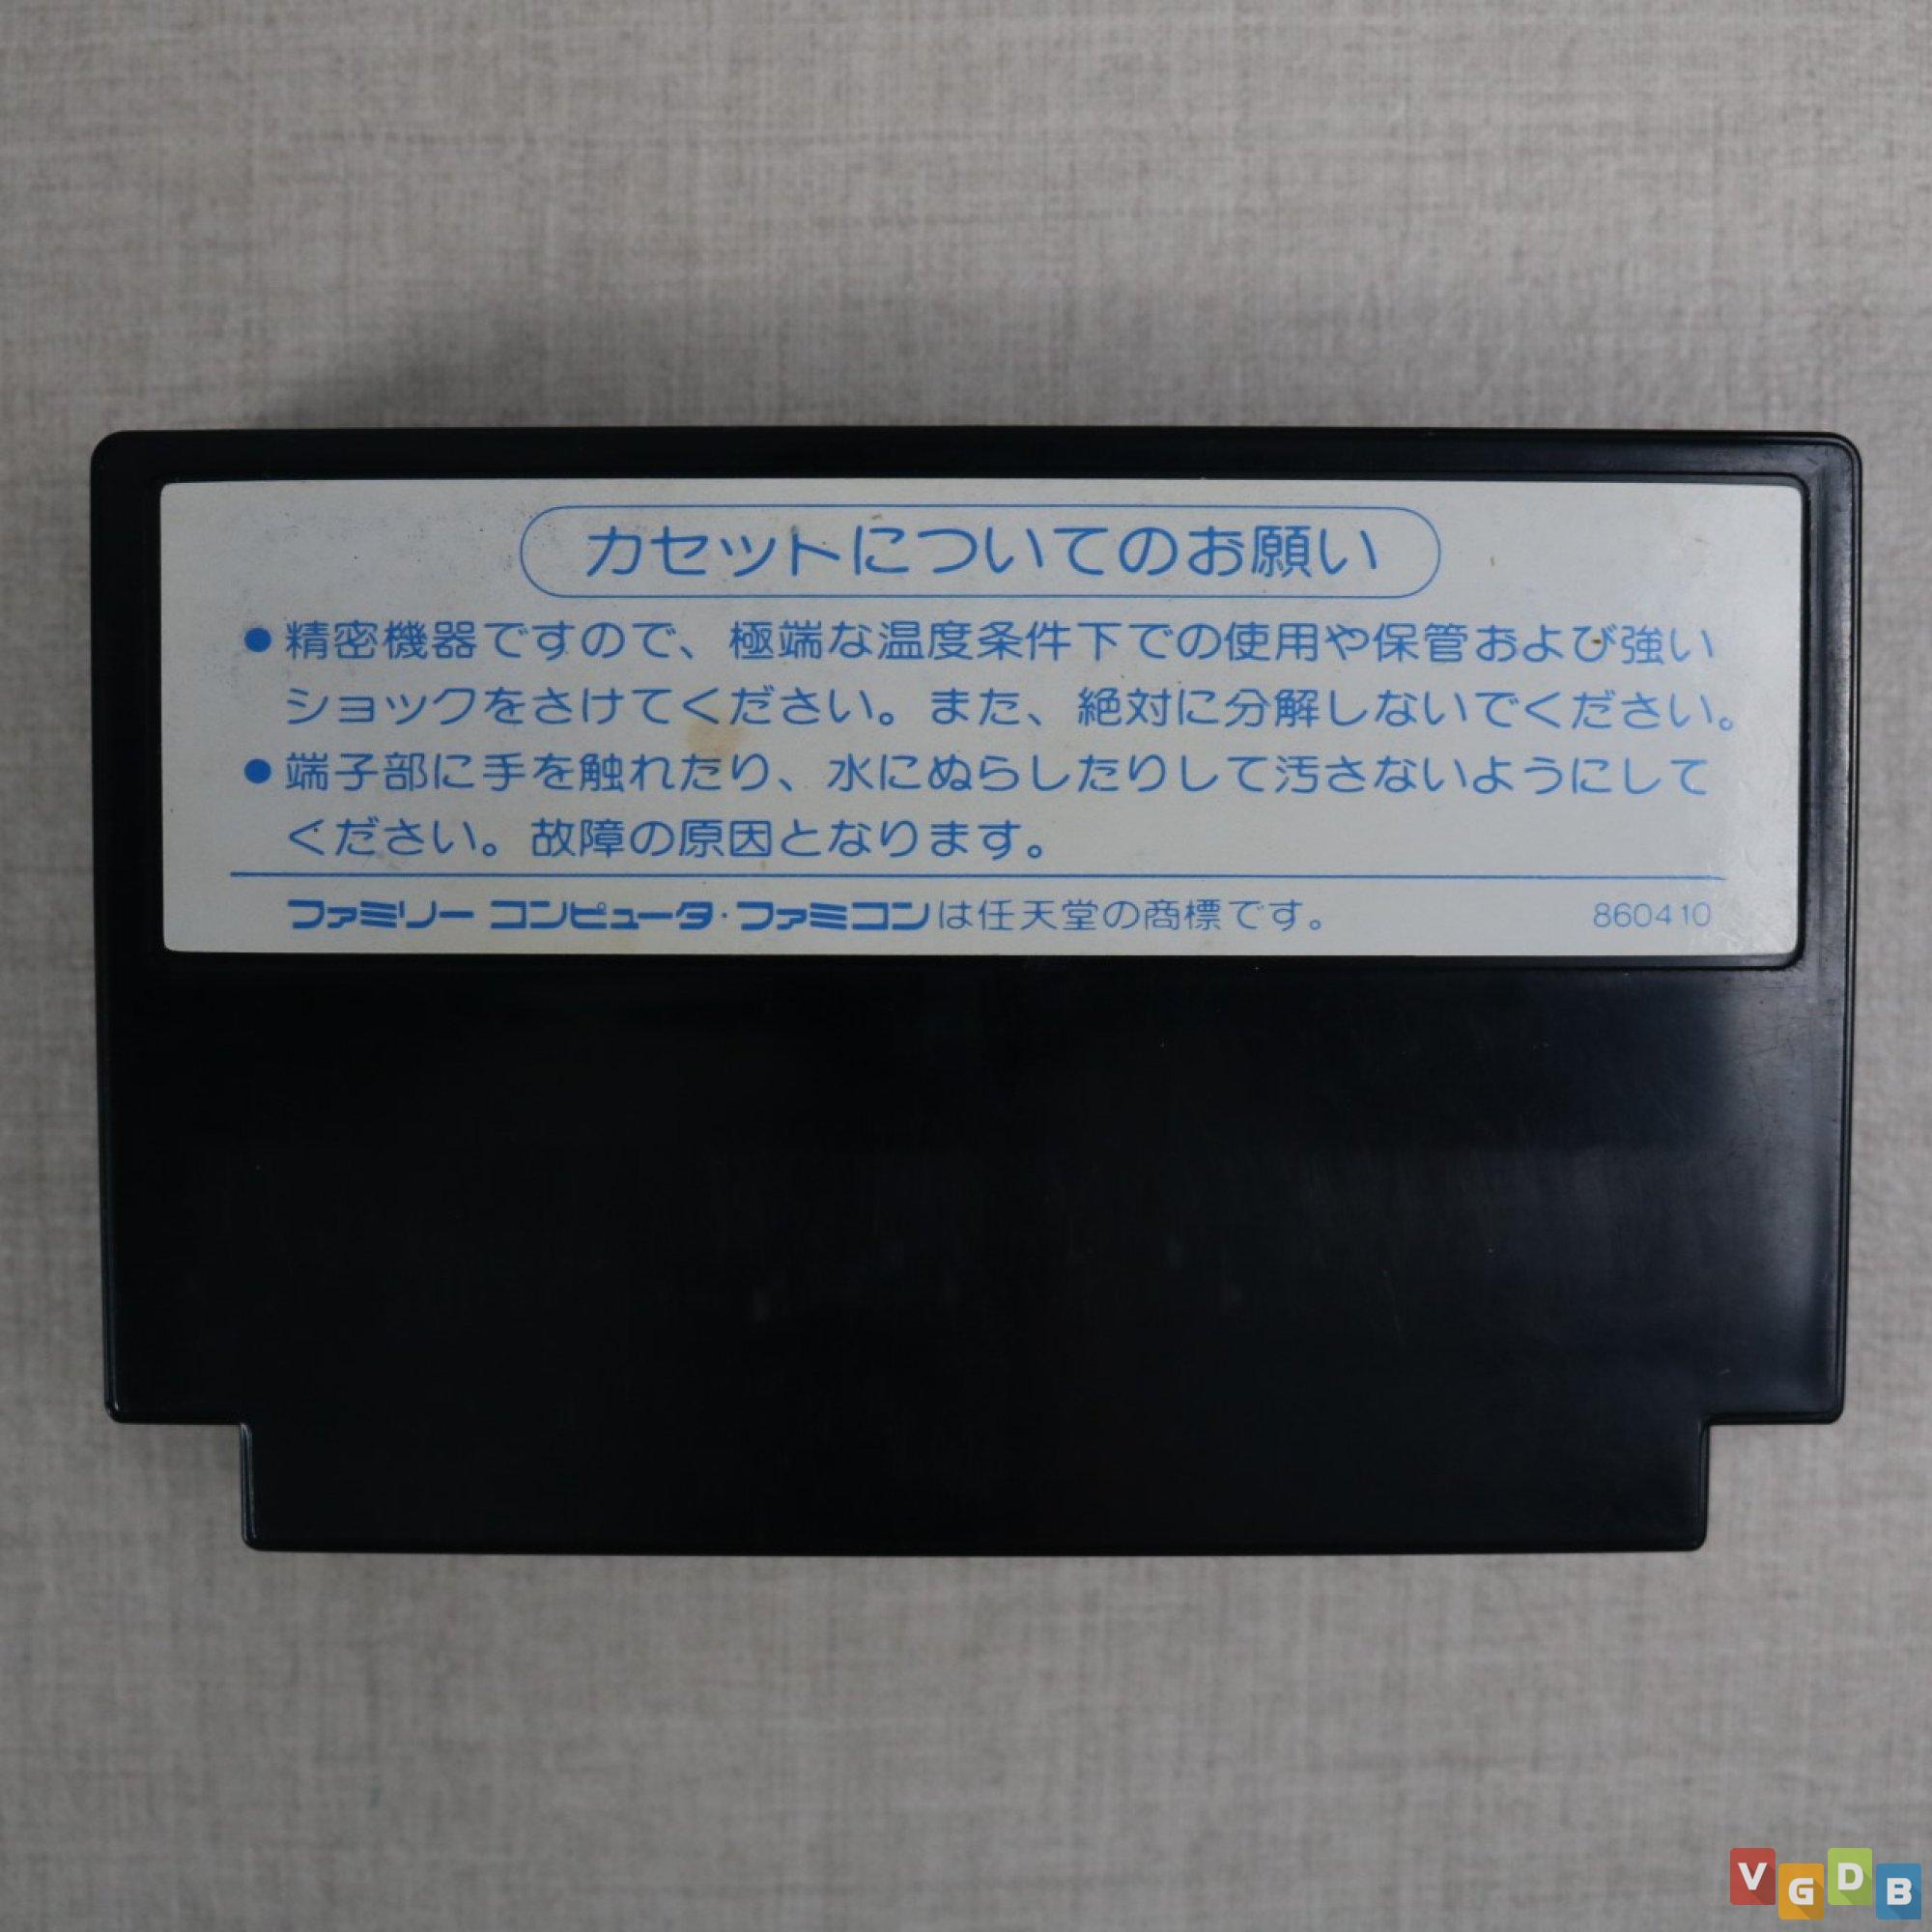 カセットについてのお願い
●精密機器ですので、極端な温度条件下での使用や保管および強い
ショックをさけてください。また、絶対に分解しないでください。
●端子部に手を触れたり、水にぬらしたりして汚さないようにして
ください。故障の原因となります。
ファミリー コンピュータ・ファミコンは任天堂の商標です。 860410
VGDB